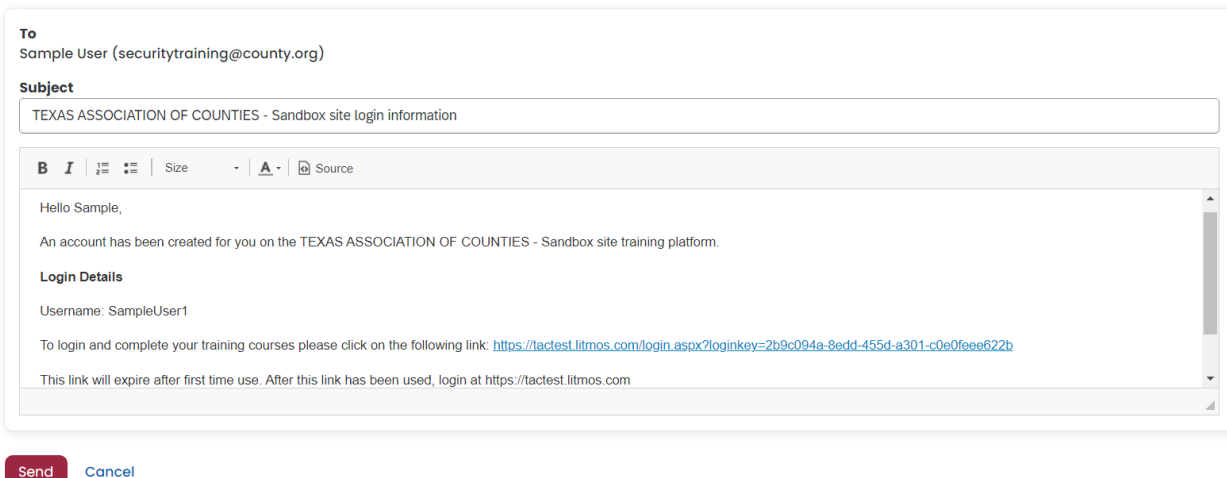 To
Sample User (securitytraining@county.org)
Subject
TEXAS ASSOCIATION OF COUNTIES - Sandbox site login information
B I Size A Source
Hello Sample,
An account has been created for you on the TEXAS ASSOCIATION OF COUNTIES - Sandbox site training platform.
Login Details
Username: SampleUser1
To login and complete your training courses please click on the following link: https://tactest.litmos.com/login.aspx?loginkey=2b9c094a-8edd-455d-a301-c0e0feee622b
This link will expire after first time use. After this link has been used, login at https://tactest.litmos.com
Send Cancel